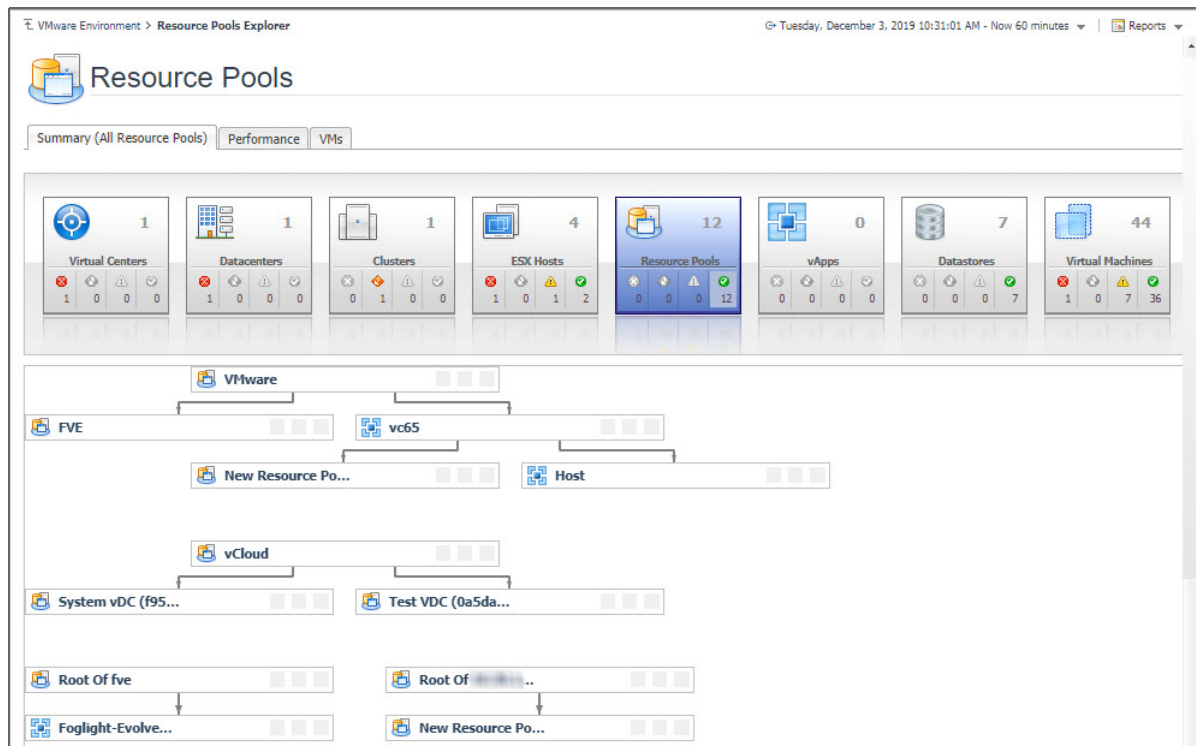 VMware Environment > Resource Pools Explorer
Tuesday, December 3, 2019 10:31:01 AM - Now 60 minutes | Reports
Resource Pools
Summary (All Resource Pools) Performance VMs
1 1 1 4 12 0 7 44
Virtual Centers Datacenters Clusters ESX Hosts Resource Pools vApps Datastores Virtual Machines
1 0 0 0 1 0 0 0 0 1 0 0 1 0 1 2 0 0 0 12 0 0 0 0 0 0 0 7 1 0 7 36
VMware
FVE vc65
New Resource Po... Host
vCloud
System vDC (f95... Test VDC (0a5da...
Root Of fve Root Of ...
Foglight-Evolve... New Resource Po...